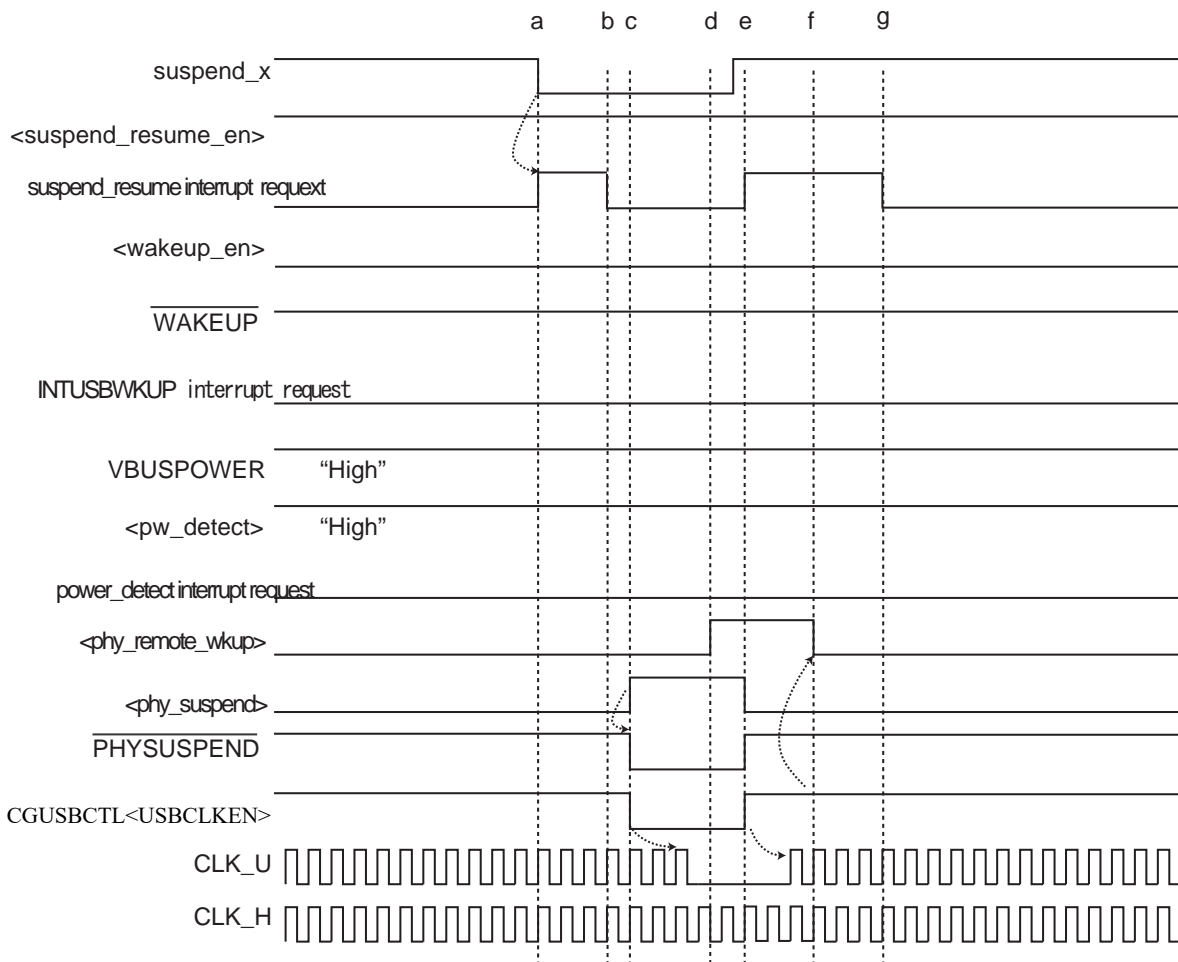 a b c d e f g
suspend_x
<suspend_resume_en>
suspend_resume interrupt requext
<wakeup_en>
WAKEUP
INTUSBWKUP interrupt request
VBUSPOWER “High”
<pw_detect> “High”
power_detect interrupt request
<phy_remote_wkup>
<phy_suspend>
PHYSUSPEND
CGUSBCTL<USBCLKEN>
CLK_U
CLK_H